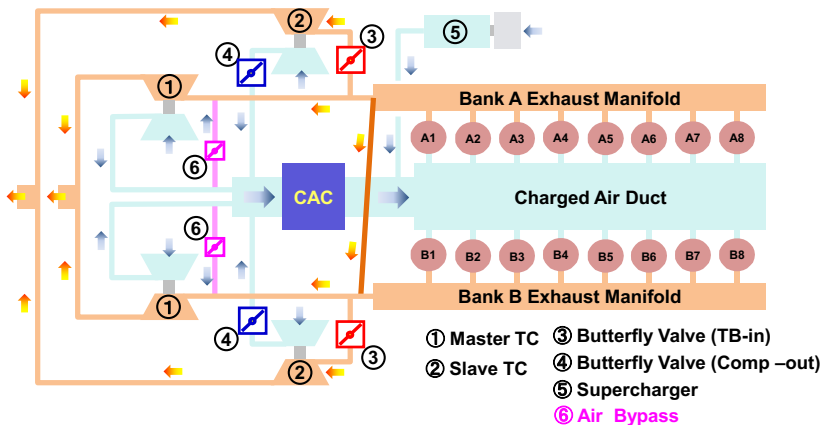 ②
③
④
⑤
①
Bank A Exhaust Manifold
A1 A2 A3 A4 A5 A6 A7 A8
⑥
CAC
Charged Air Duct
⑥
B1 B2 B3 B4 B5 B6 B7 B8
Bank B Exhaust Manifold
①
④
③
②
① Master TC
② Slave TC
③ Butterfly Valve (TB-in)
④ Butterfly Valve (Comp –out)
⑤ Supercharger
⑥ Air Bypass